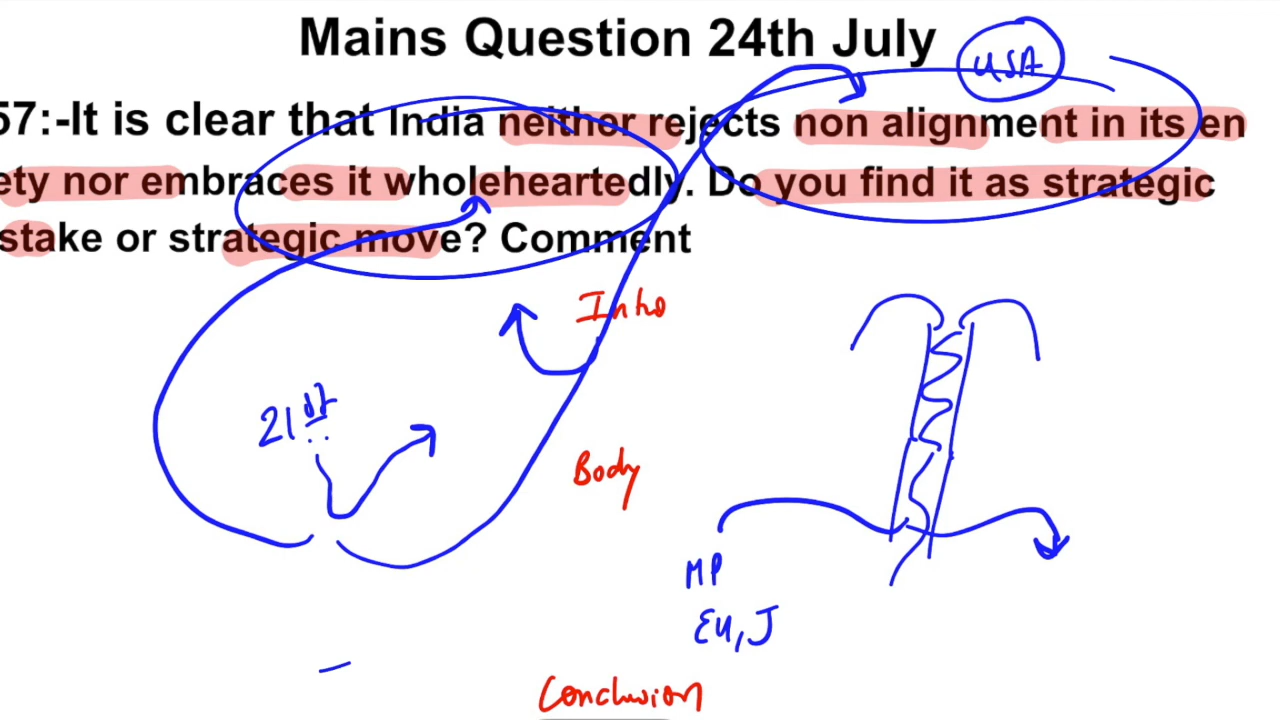 Mains Question 24th July
USA
57:-It is clear that India neither rejects non alignment in its en
ety nor embraces it wholeheartedly. Do you find it as strategic
stake or strategic move? Comment
Intro
21st
Body
MP
EU, J
Conclusion